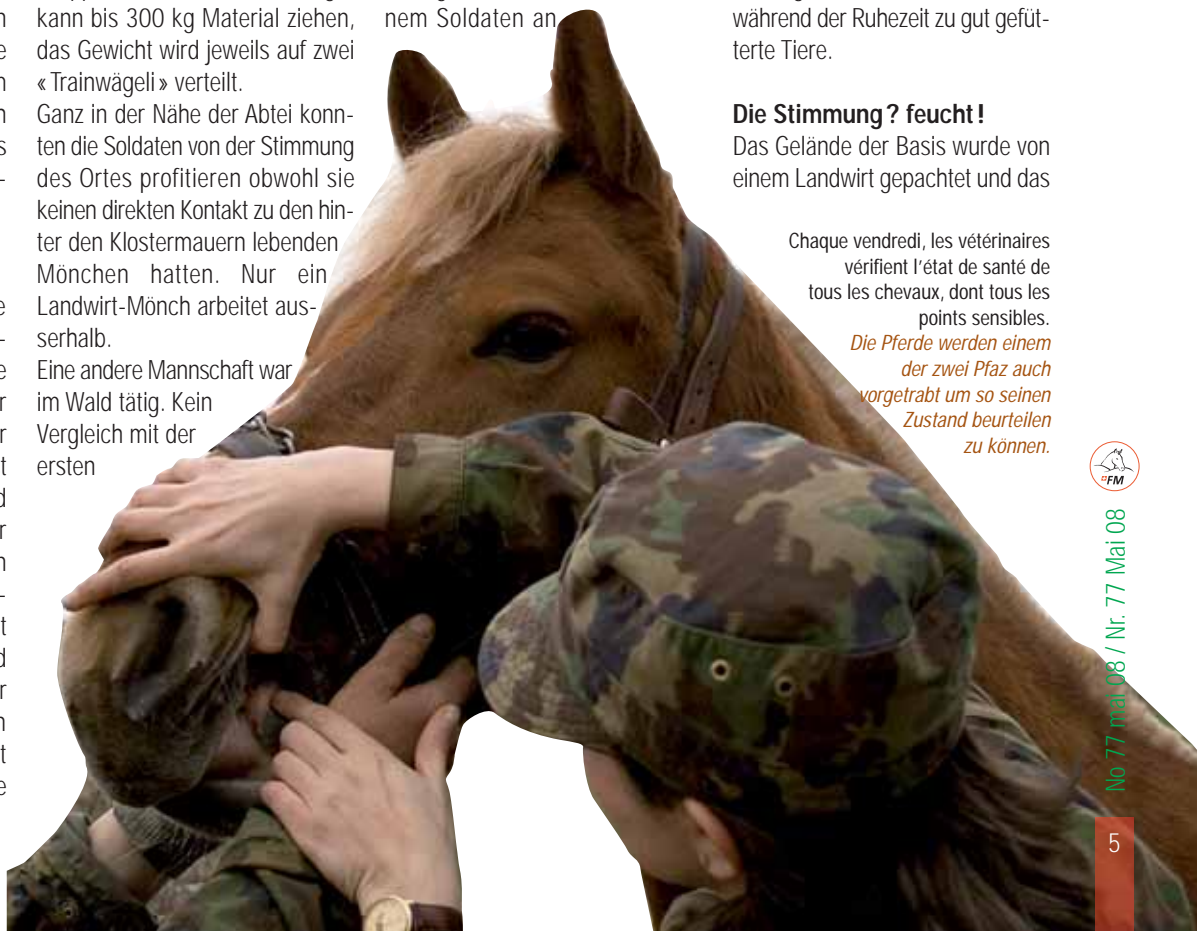 n
e
n
n
s
-
e
-
e
r
r
t
d
r
n
-
t
d
r
n
t
e
kann bis 300 kg Material ziehen,
das Gewicht wird jeweils auf zwei
« Trainwägeli » verteilt.
Ganz in der Nähe der Abtei konn-
ten die Soldaten von der Stimmung
des Ortes profitieren obwohl sie
keinen direkten Kontakt zu den hin-
ter den Klostermauern lebenden
Mönchen hatten. Nur ein
Landwirt-Mönch arbeitet aus-
serhalb.
Eine andere Mannschaft war
im Wald tätig. Kein
Vergleich mit der
ersten
nem Soldaten an
während der Ruhezeit zu gut gefüt-
terte Tiere.
Die Stimmung ? feucht !
Das Gelände der Basis wurde von
einem Landwirt gepachtet und das
Chaque vendredi, les vétérinaires
vérifient l'état de santé de
tous les chevaux, dont tous les
points sensibles.
Die Pferde werden einem
der zwei Pfaz auch
vorgetrabt um so seinen
Zustand beurteilen
zu können.
FM
No 77 mai 08 / Nr. 77 Mai 08
5